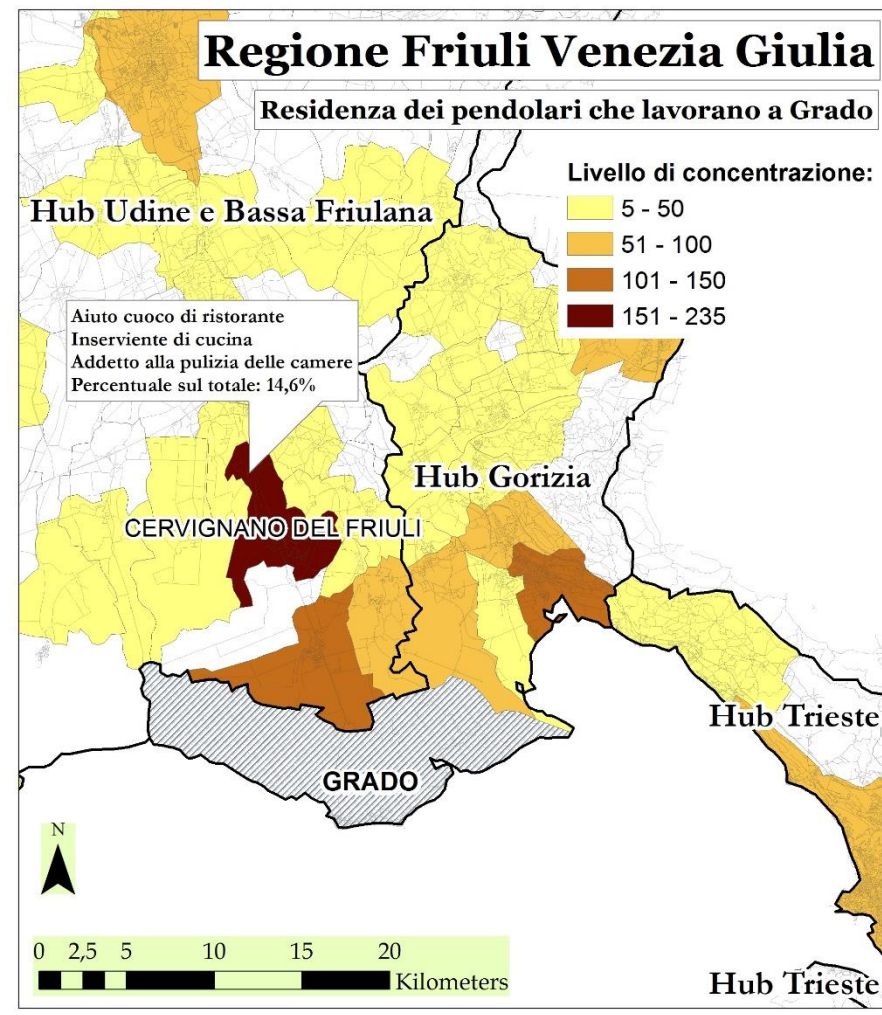 Regione Friuli Venezia Giulia
Residenza dei pendolari che lavorano a Grado
Livello di concentrazione:
5 - 50
51 - 100
101 - 150
151 - 235
Hub Udine e Bassa Friulana
Aiuto cuoco di ristorante
Inserviente di cucina
Addetto alla pulizia delle camere
Percentuale sul totale: 14,6%
Hub Gorizia
CERVIGNANO DEL FRIULI
Hub Trieste
GRADO
N
0 2,5 5 10 15 20
Kilometers
Hub Trieste